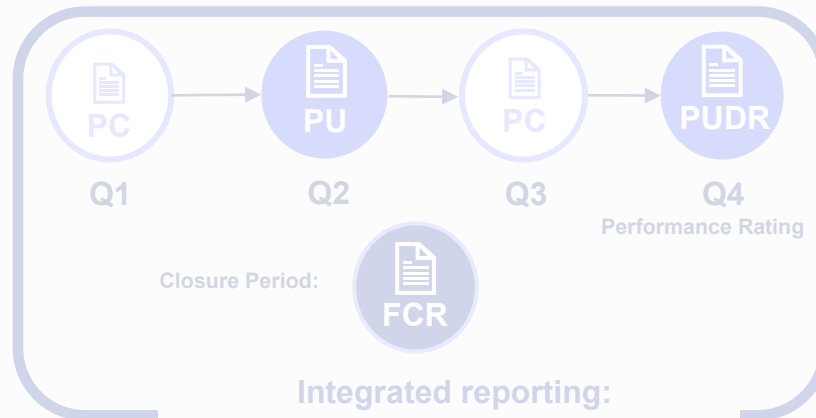 PC
PU
PC
PUDR
Q1
Q2
Q3
Q4
Performance Rating
Closure Period:
FCR
Integrated reporting: